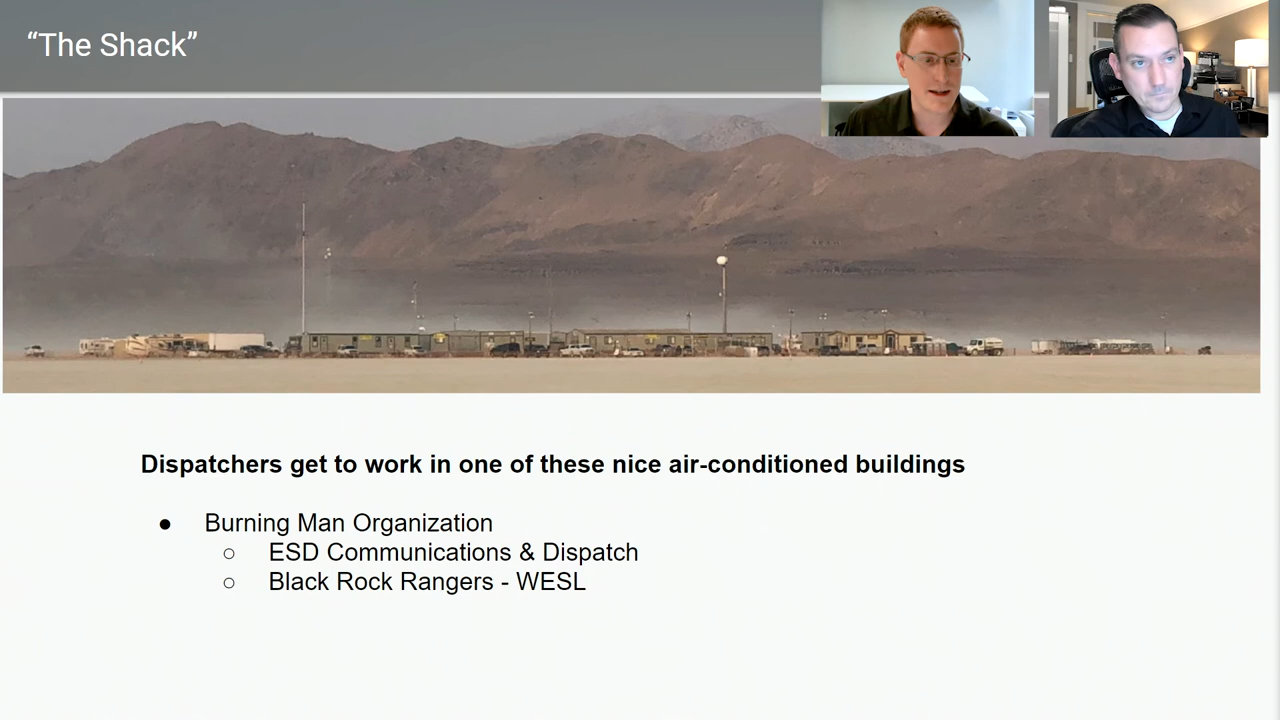 “The Shack”
Dispatchers get to work in one of these nice air-conditioned buildings
● Burning Man Organization
○ ESD Communications & Dispatch
○ Black Rock Rangers - WESL